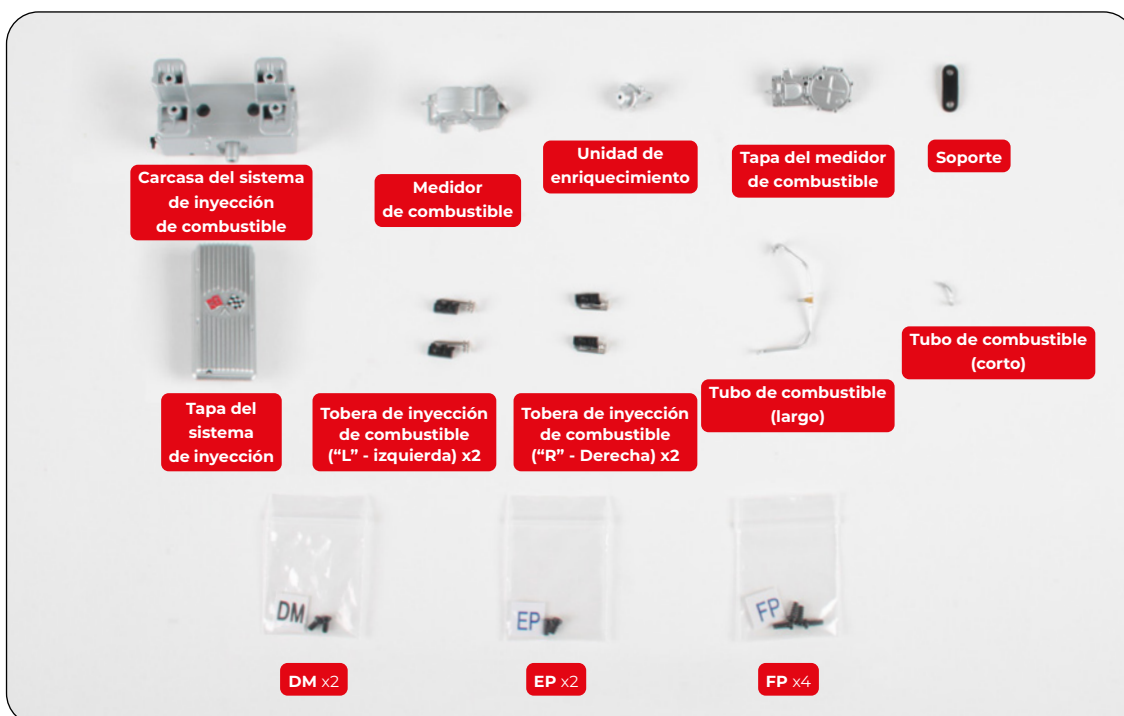 Carcasa del sistema
de inyección
de combustible
Medidor
de combustible
Unidad de
enriquecimiento
Tapa del medidor
de combustible
Soporte
Tapa del
sistema
de inyección
Tobera de inyección
de combustible
(“L” - izquierda) x2
Tobera de inyección
de combustible
(“R” - Derecha) x2
Tubo de combustible
(largo)
Tubo de combustible
(corto)
DM
EP
FP
DM x2
EP x2
FP x4